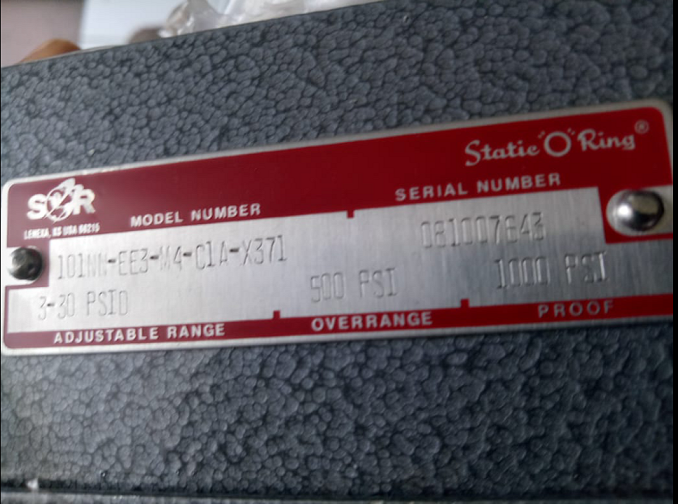 Static "O" Ring®
SOR
LENEXA, KS USA 66215
MODEL NUMBER
SERIAL NUMBER
101NN-EE3-M4-C1A-X371
081007643
3-30 PSID
500 PSI
1000 PSI
ADJUSTABLE RANGE
OVERRANGE
PROOF